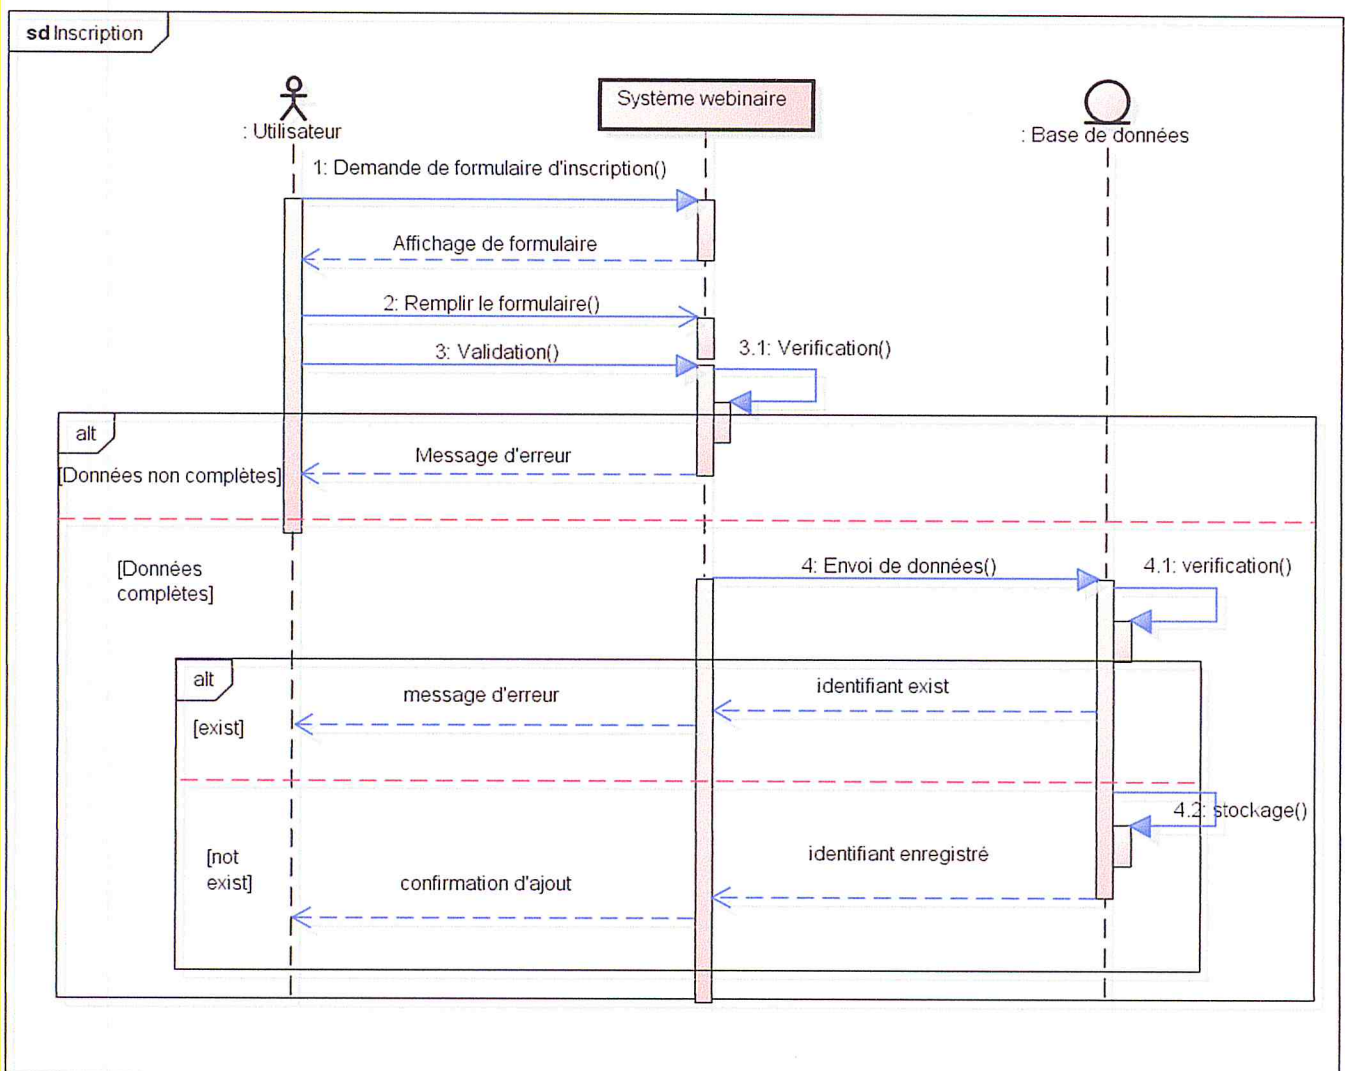 sd Inscription
Système webinaire
: Utilisateur
: Base de données
1: Demande de formulaire d'inscription()
Affichage de formulaire
2: Remplir le formulaire()
3: Validation()
3.1: Verification()
alt
Message d'erreur
[Données non complètes]
[Données
complètes]
4: Envoi de données()
4.1: verification()
alt
message d'erreur
identifiant exist
[exist]
4.2: stockage()
[not
exist]
identifiant enregistré
confirmation d'ajout